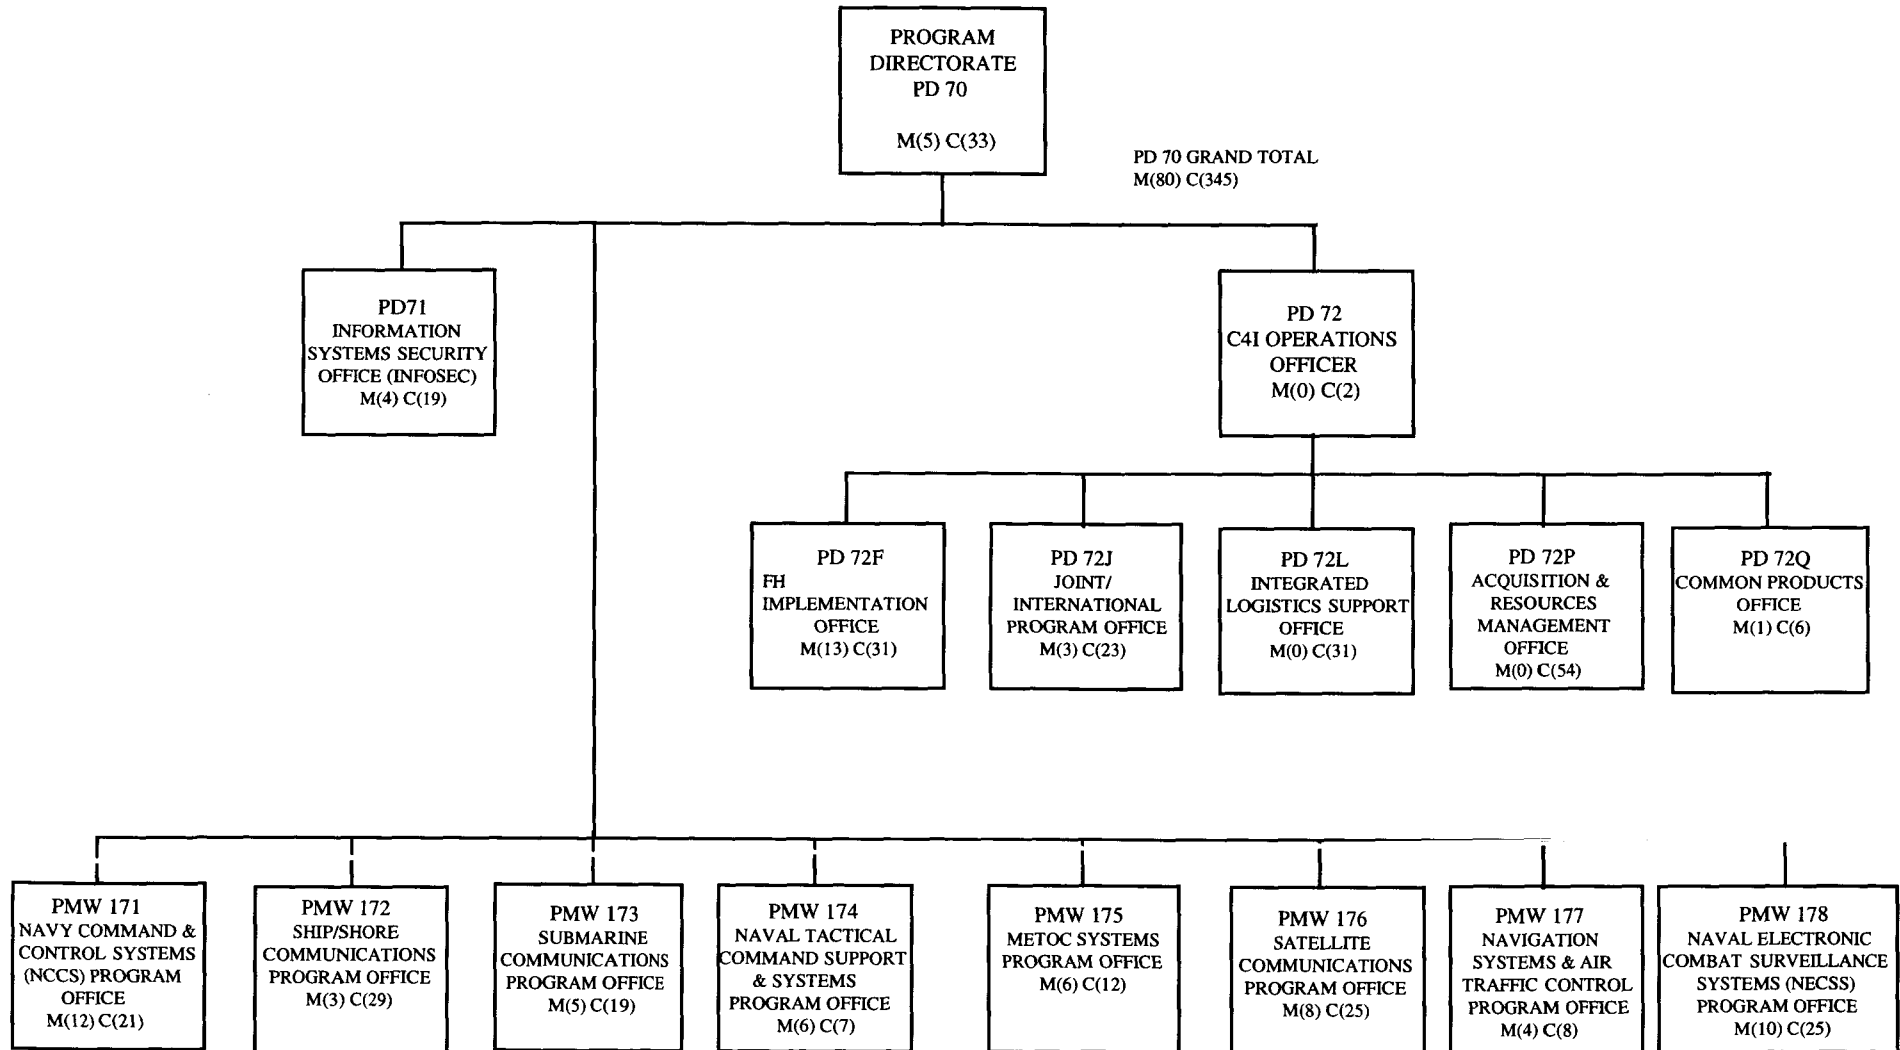 PROGRAM
DIRECTORATE
PD 70
M(5) C(33)
PD 70 GRAND TOTAL
M(80) C(345)
PD71
INFORMATION
SYSTEMS SECURITY
OFFICE (INFOSEC)
M(4) C(19)
PD 72
C4I OPERATIONS
OFFICER
M(0) C(2)
PD 72F
FH
IMPLEMENTATION
OFFICE
M(13) C(31)
PD 72J
JOINT/
INTERNATIONAL
PROGRAM OFFICE
M(3) C(23)
PD 72L
INTEGRATED
LOGISTICS SUPPORT
OFFICE
M(0) C(31)
PD 72P
ACQUISITION &
RESOURCES
MANAGEMENT
OFFICE
M(0) C(54)
PD 72Q
COMMON PRODUCTS
OFFICE
M(1) C(6)
PMW 171
NAVY COMMAND &
CONTROL SYSTEMS
(NCCS) PROGRAM
OFFICE
M(12) C(21)
PMW 172
SHIP/SHORE
COMMUNICATIONS
PROGRAM OFFICE
M(3) C(29)
PMW 173
SUBMARINE
COMMUNICATIONS
PROGRAM OFFICE
M(5) C(19)
PMW 174
NAVAL TACTICAL
COMMAND SUPPORT
& SYSTEMS
PROGRAM OFFICE
M(6) C(7)
PMW 175
METOC SYSTEMS
PROGRAM OFFICE
M(6) C(12)
PMW 176
SATELLITE
COMMUNICATIONS
PROGRAM OFFICE
M(8) C(25)
PMW 177
NAVIGATION
SYSTEMS & AIR
TRAFFIC CONTROL
PROGRAM OFFICE
M(4) C(8)
PMW 178
NAVAL ELECTRONIC
COMBAT SURVEILLANCE
SYSTEMS (NECSS)
PROGRAM OFFICE
M(10) C(25)